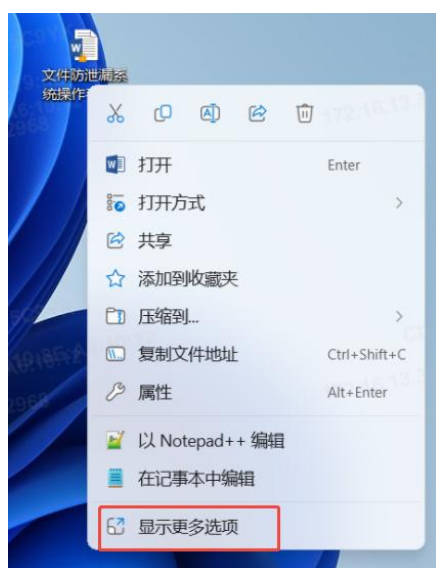 文件防泄漏系
统操作
打开 Enter
打开方式
共享
添加到收藏夹
压缩到...
复制文件地址 Ctrl+Shift+C
属性 Alt+Enter
以 Notepad++ 编辑
在记事本中编辑
显示更多选项